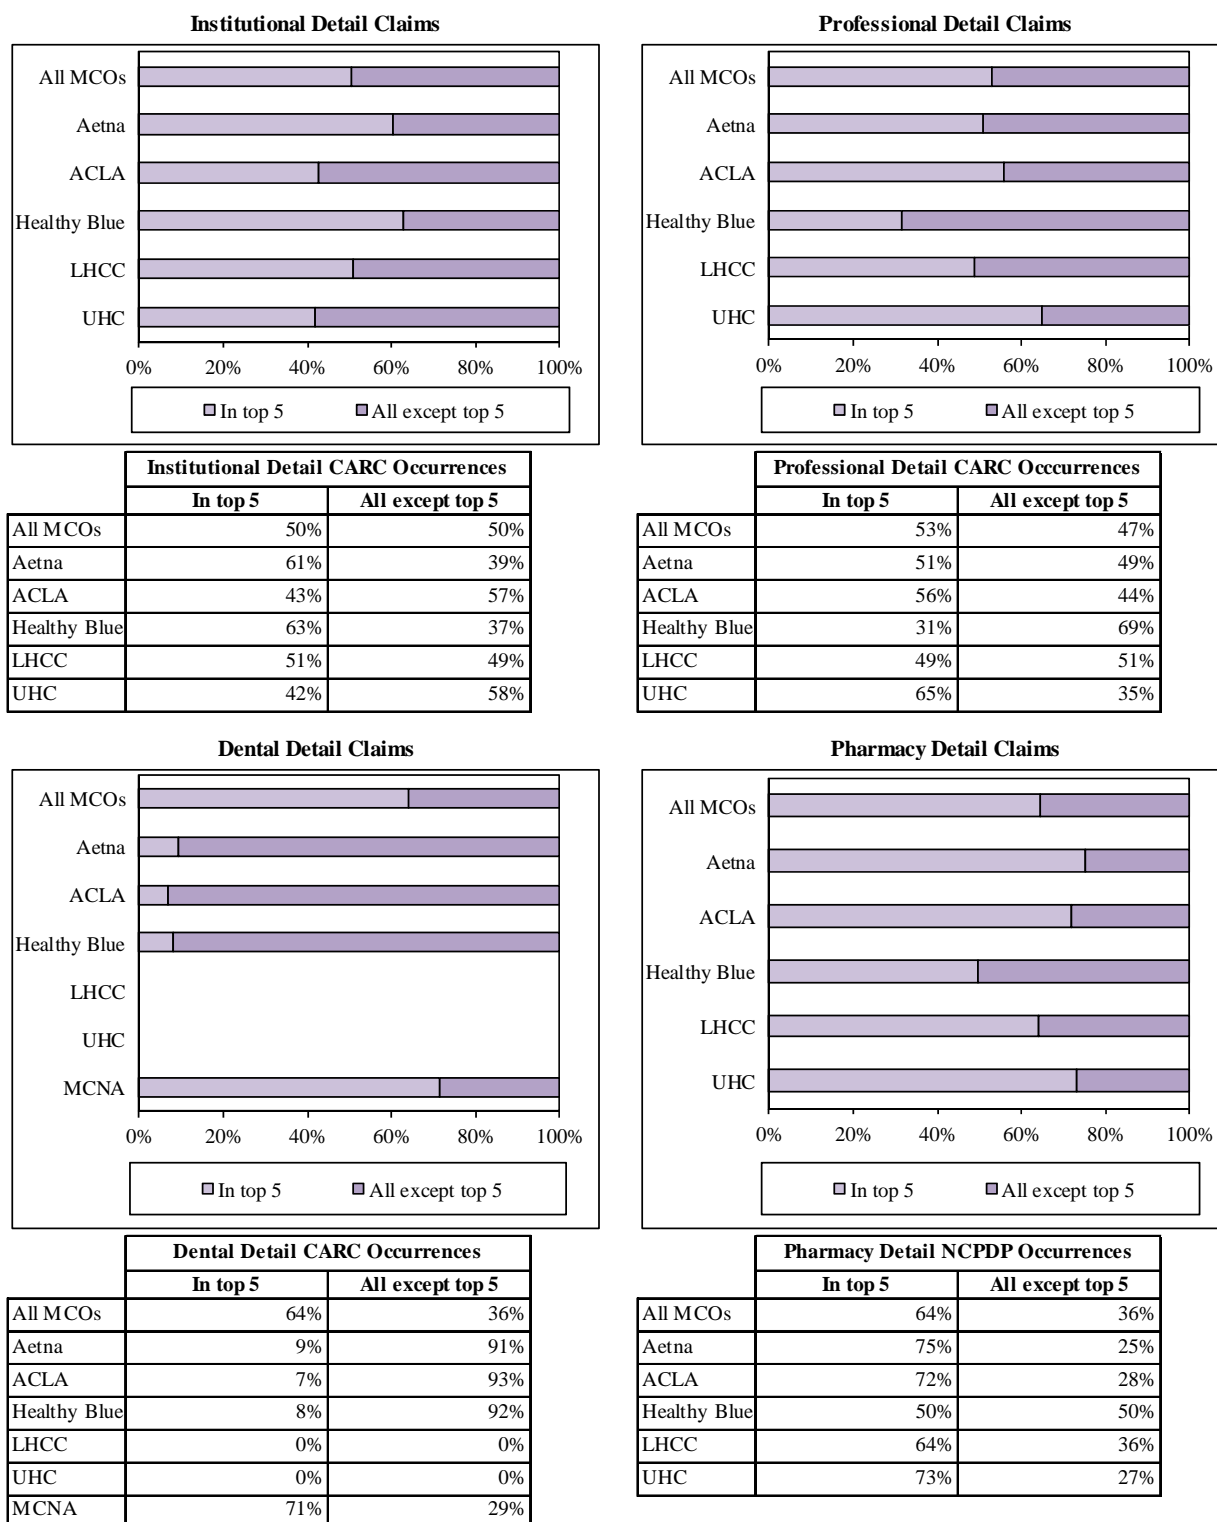 Institutional Detail Claims
All MCOs
Aetna
ACLA
Healthy Blue
LHCC
UHC
0% 20% 40% 60% 80% 100%
In top 5 All except top 5
Institutional Detail CARC Occurrences
In top 5 All except top 5
All MCOs 50% 50%
Aetna 61% 39%
ACLA 43% 57%
Healthy Blue 63% 37%
LHCC 51% 49%
UHC 42% 58%
Professional Detail Claims
All MCOs
Aetna
ACLA
Healthy Blue
LHCC
UHC
0% 20% 40% 60% 80% 100%
In top 5 All except top 5
Professional Detail CARC Occcurrences
In top 5 All except top 5
All MCOs 53% 47%
Aetna 51% 49%
ACLA 56% 44%
Healthy Blue 31% 69%
LHCC 49% 51%
UHC 65% 35%
Dental Detail Claims
All MCOs
Aetna
ACLA
Healthy Blue
LHCC
UHC
MCNA
0% 20% 40% 60% 80% 100%
In top 5 All except top 5
Dental Detail CARC Occurrences
In top 5 All except top 5
All MCOs 64% 36%
Aetna 9% 91%
ACLA 7% 93%
Healthy Blue 8% 92%
LHCC 0% 0%
UHC 0% 0%
MCNA 71% 29%
Pharmacy Detail Claims
All MCOs
Aetna
ACLA
Healthy Blue
LHCC
UHC
0% 20% 40% 60% 80% 100%
In top 5 All except top 5
Pharmacy Detail NCPDP Occurrences
In top 5 All except top 5
All MCOs 64% 36%
Aetna 75% 25%
ACLA 72% 28%
Healthy Blue 50% 50%
LHCC 64% 36%
UHC 73% 27%